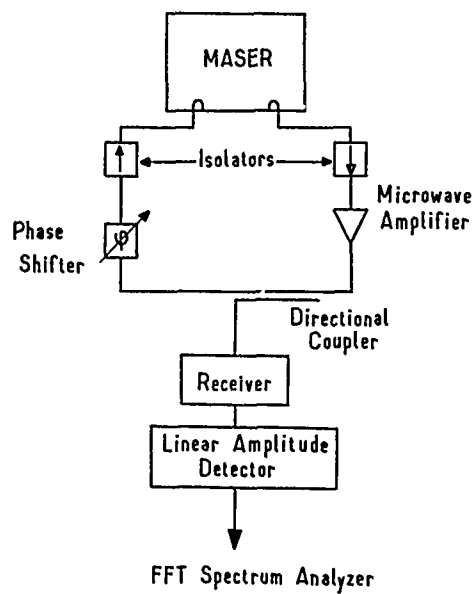 MASER
Isolators
Microwave
Amplifier
Phase
Shifter
φ
Directional
Coupler
Receiver
Linear Amplitude
Detector
FFT Spectrum Analyzer